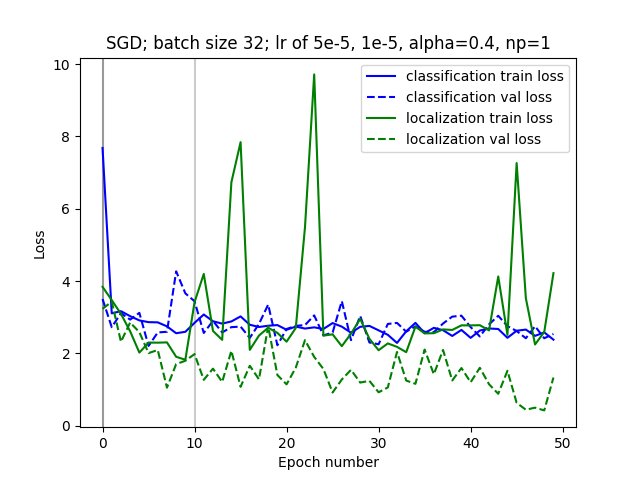 SGD; batch size 32; lr of 5e-5, 1e-5, alpha=0.4, np=1
classification train loss
classification val loss
localization train loss
localization val loss
Loss
10
8
6
4
2
0
0 10 20 30 40 50
Epoch number